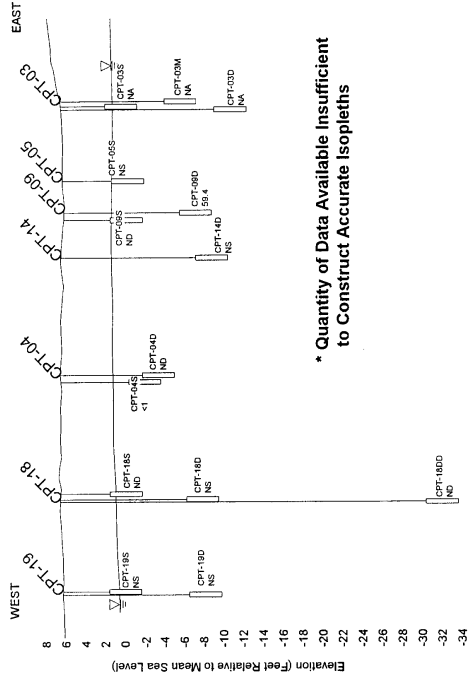 WEST
EAST
CPT-19
CPT-18
CPT-04
CPT-14
CPT-09
CPT-05
CPT-03
8
6
4
2
0
-2
-4
-6
-8
-10
-12
-14
-16
-18
-20
-22
-24
-26
-28
-30
-32
-34
Elevation (Feet Relative to Mean Sea Level)
CPT-19S
NS
CPT-19D
NS
CPT-18S
ND
CPT-18D
NS
CPT-18DD
ND
CPT-04S
<1
CPT-04D
ND
CPT-14D
NS
CPT-09S
ND
CPT-09D
59.4
CPT-05S
NS
CPT-03S
NA
CPT-03M
NA
CPT-03D
NA
* Quantity of Data Available Insufficient
to Construct Accurate Isopleths